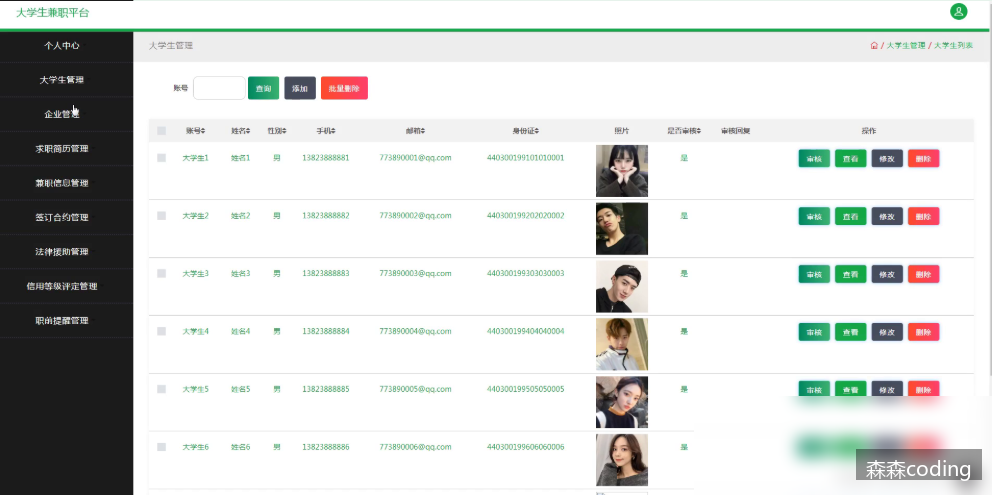 大学生兼职平台
个人中心
大学生管理
企业管理
求职简历管理
兼职信息管理
签订合约管理
法律援助管理
信用等级评定管理
职前提醒管理
大学生管理
/ 大学生管理 / 大学生列表
账号 查询 添加 批量删除
账号 姓名 性别 手机 邮箱 身份证 照片 是否审核 审核回复 操作
大学生1 姓名1 男 13823888881 773890001@qq.com 440300199101010001 是 审核 查看 修改 删除
大学生2 姓名2 男 13823888882 773890002@qq.com 440300199202020002 是 审核 查看 修改 删除
大学生3 姓名3 男 13823888883 773890003@qq.com 440300199303030003 是 审核 查看 修改 删除
大学生4 姓名4 男 13823888884 773890004@qq.com 440300199404040004 是 审核 查看 修改 删除
大学生5 姓名5 男 13823888885 773890005@qq.com 440300199505050005 是 审核 查看 修改 删除
大学生6 姓名6 男 13823888886 773890006@qq.com 440300199606060006 是
森森coding